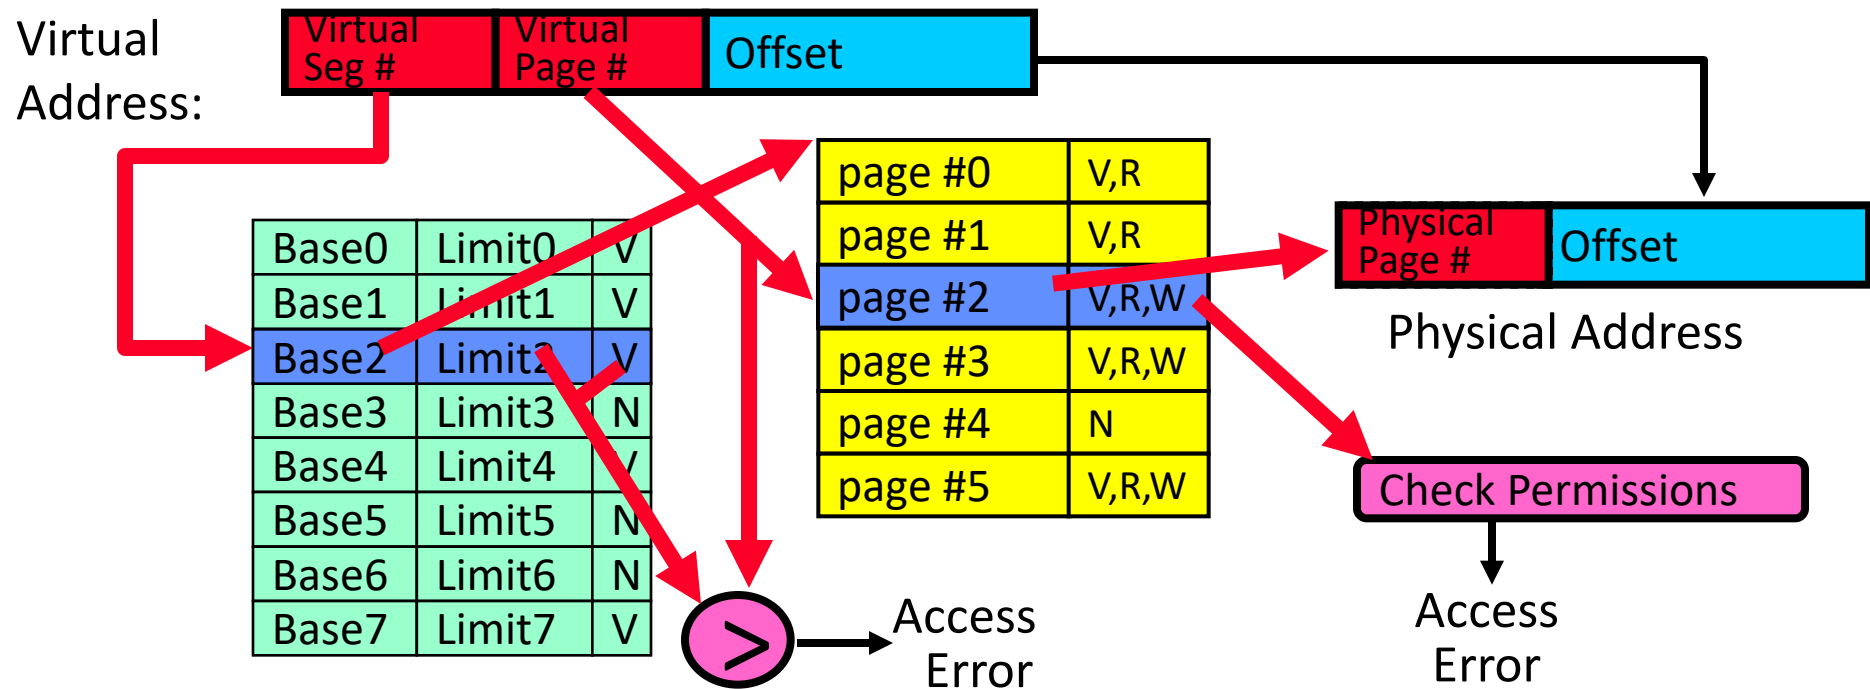 Virtual
Address:
Virtual
Seg #
Virtual
Page #
Offset
Base0 Limit0 V
Base1 Limit1 V
Base2 Limit2 V
Base3 Limit3 N
Base4 Limit4 V
Base5 Limit5 N
Base6 Limit6 N
Base7 Limit7 V
page #0 V,R
page #1 V,R
page #2 V,R,W
page #3 V,R,W
page #4 N
page #5 V,R,W
Physical
Page #
Offset
Physical Address
Check Permissions
>
Access
Error
Access
Error